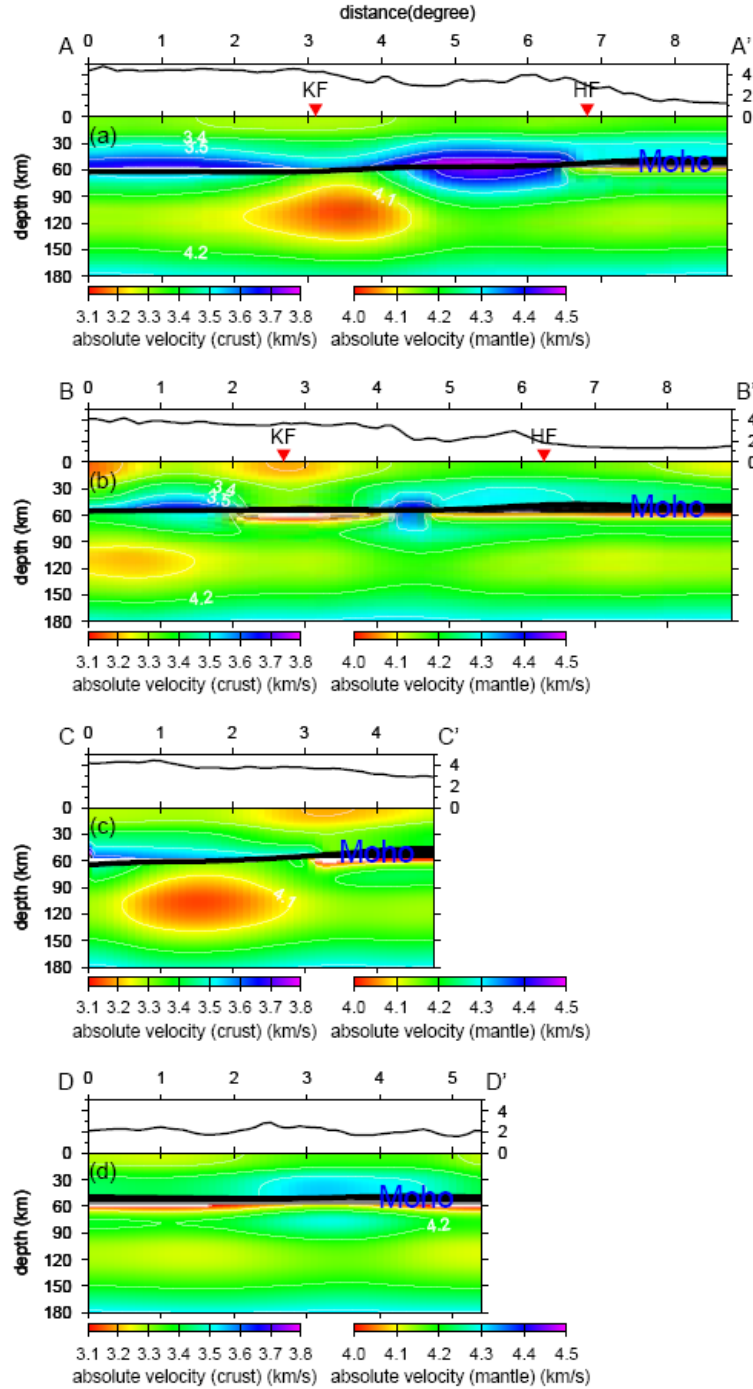 distance(degree)
A 0 1 2 3 4 5 6 7 8 A'
4
2
0
KF HF
(a)
3.4
3.5
Moho
4.1
4.2
0
30
60
90
120
150
180
depth (km)
3.1 3.2 3.3 3.4 3.5 3.6 3.7 3.8 4.0 4.1 4.2 4.3 4.4 4.5
absolute velocity (crust) (km/s) absolute velocity (mantle) (km/s)
B 0 1 2 3 4 5 6 7 8 B'
4
2
0
KF HF
(b)
3.4
3.5
Moho
4.2
0
30
60
90
120
150
180
depth (km)
3.1 3.2 3.3 3.4 3.5 3.6 3.7 3.8 4.0 4.1 4.2 4.3 4.4 4.5
absolute velocity (crust) (km/s) absolute velocity (mantle) (km/s)
C 0 1 2 3 4 C'
4
2
0
(c)
Moho
4.1
0
30
60
90
120
150
180
depth (km)
3.1 3.2 3.3 3.4 3.5 3.6 3.7 3.8 4.0 4.1 4.2 4.3 4.4 4.5
absolute velocity (crust) (km/s) absolute velocity (mantle) (km/s)
D 0 1 2 3 4 5 D'
4
2
0
(d)
Moho
4.2
0
30
60
90
120
150
180
depth (km)
3.1 3.2 3.3 3.4 3.5 3.6 3.7 3.8 4.0 4.1 4.2 4.3 4.4 4.5
absolute velocity (crust) (km/s) absolute velocity (mantle) (km/s)